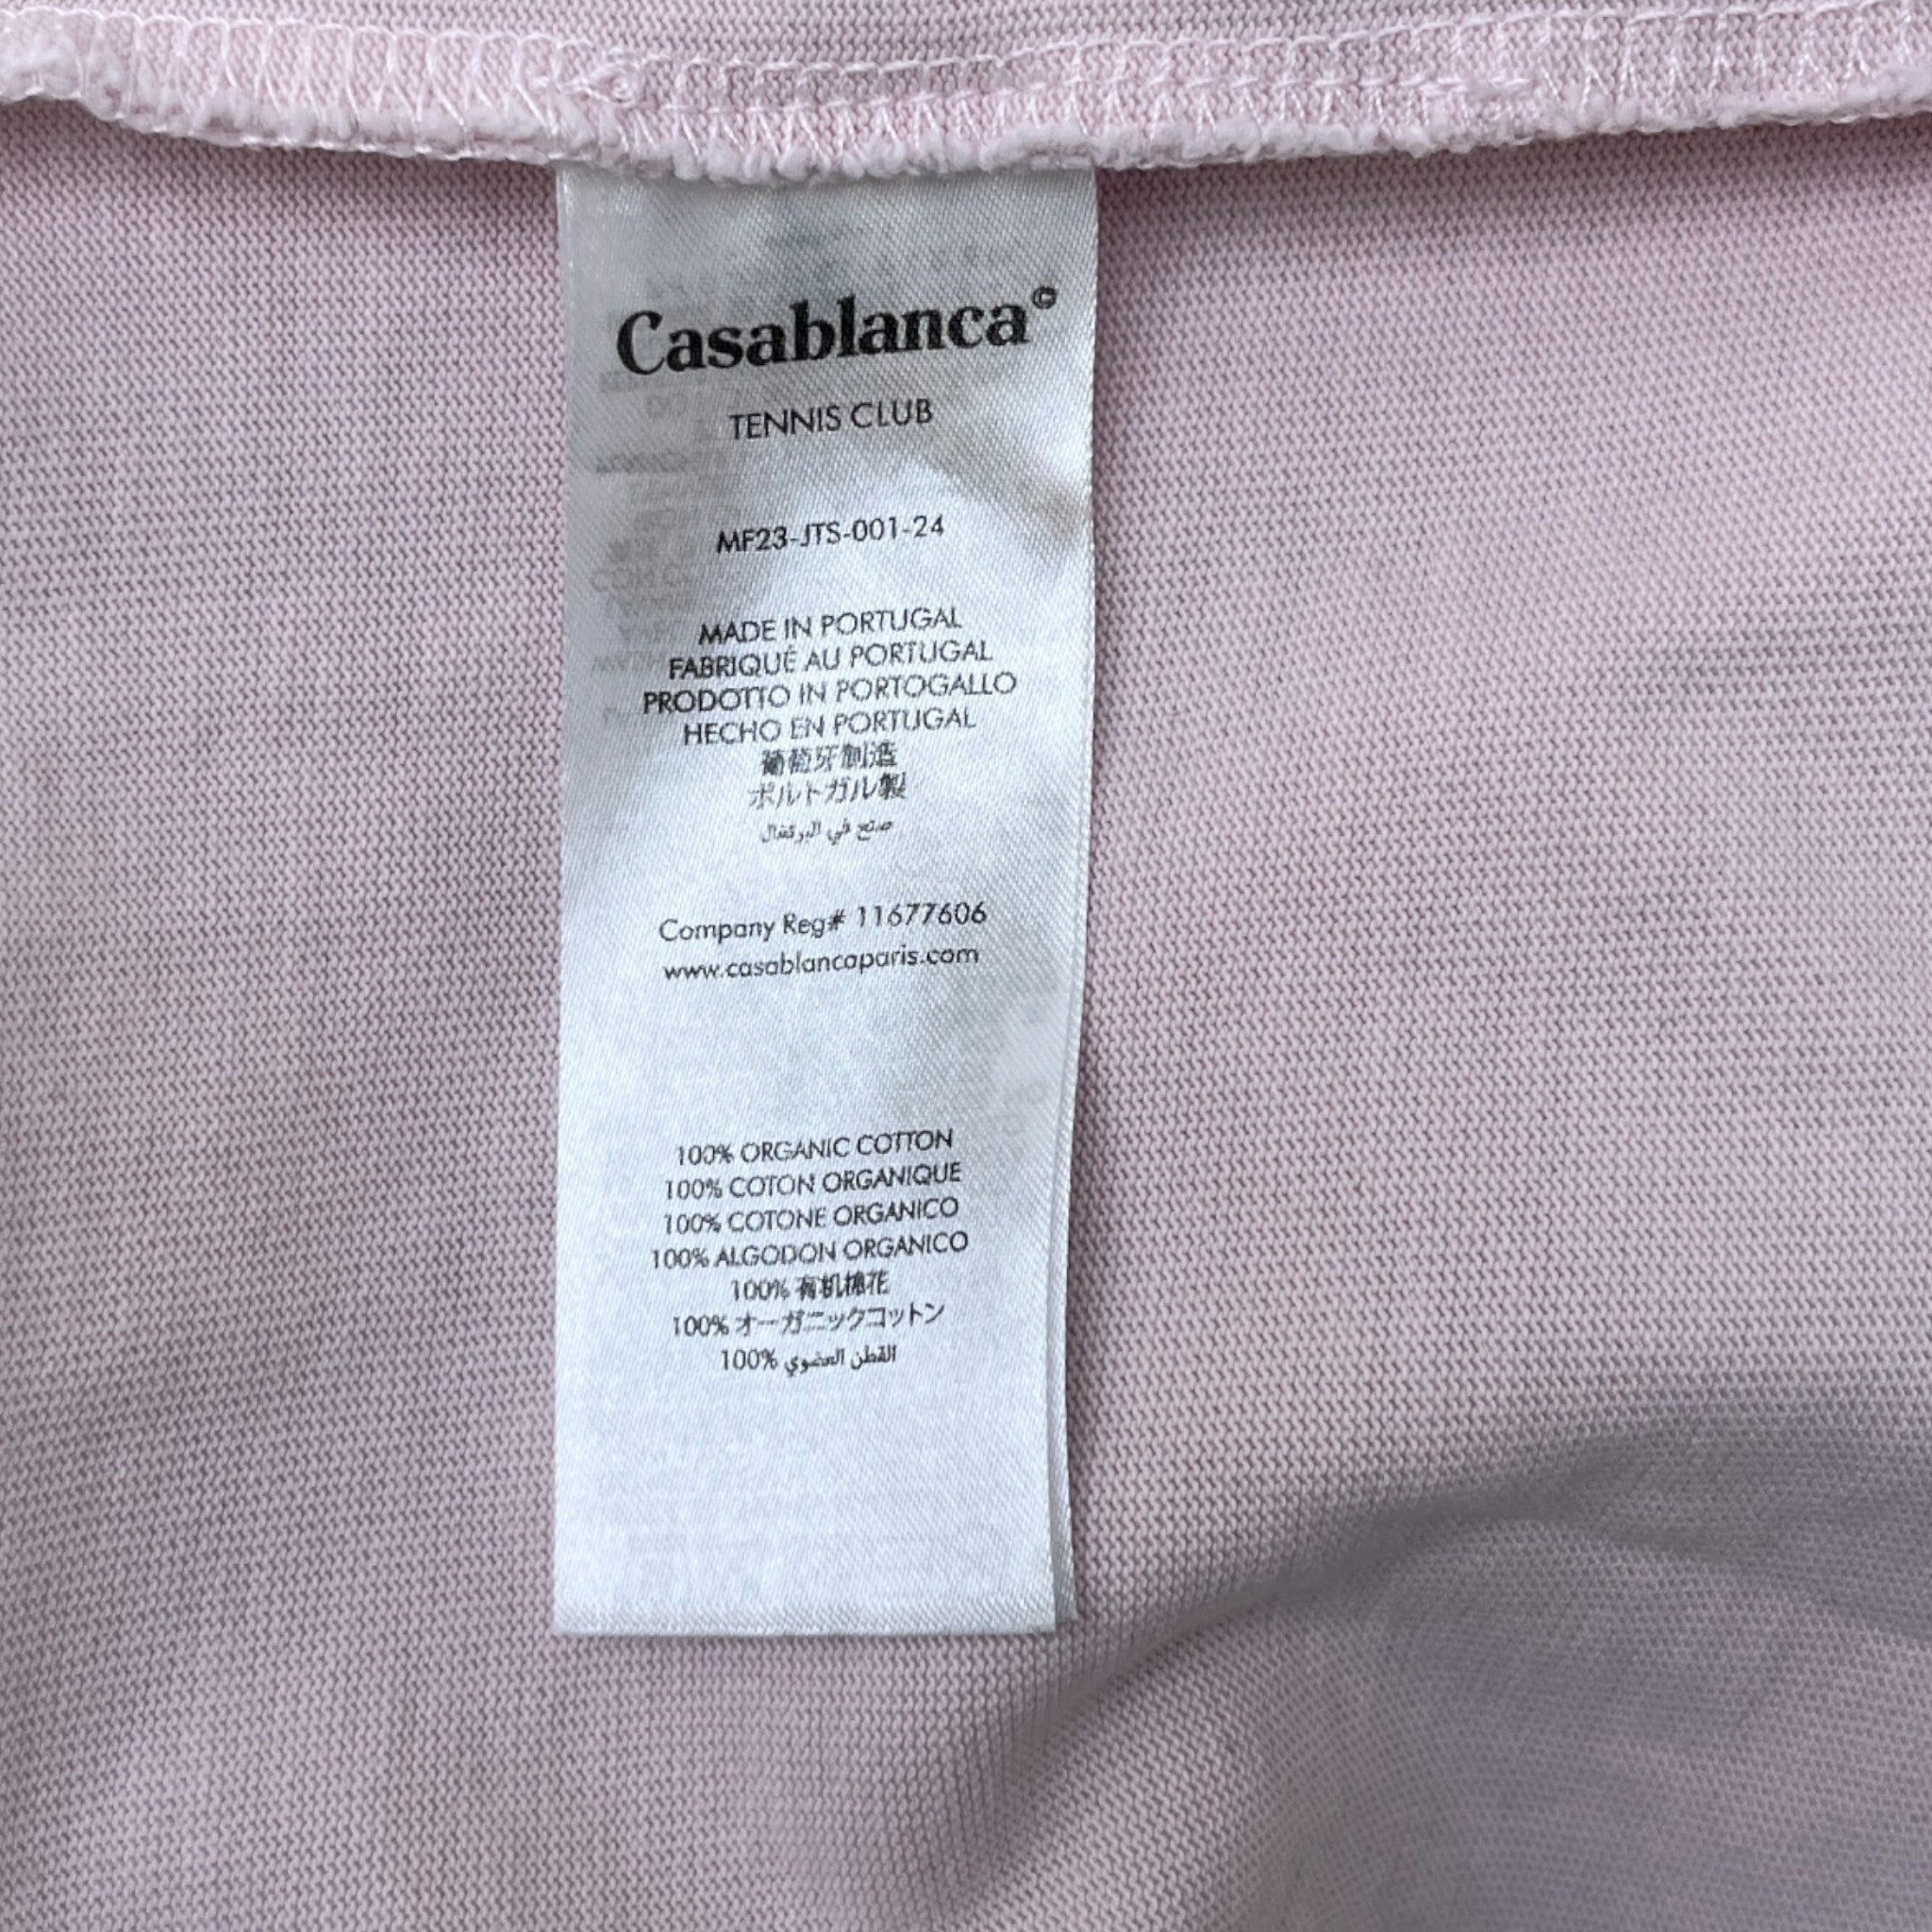 Casablanca©
TENNIS CLUB
MF23-JTS-001-24
MADE IN PORTUGAL
FABRIQUÉ AU PORTUGAL
PRODOTTO IN PORTOGALLO
HECHO EN PORTUGAL
葡萄牙制造
ポルトガル製
صنع في البرتغال
Company Reg# 11677606
www.casablancaparis.com
100% ORGANIC COTTON
100% COTON ORGANIQUE
100% COTONE ORGANICO
100% ALGODON ORGANICO
100% 有机棉花
100% オーガニックコットン
100% القطن العضوي